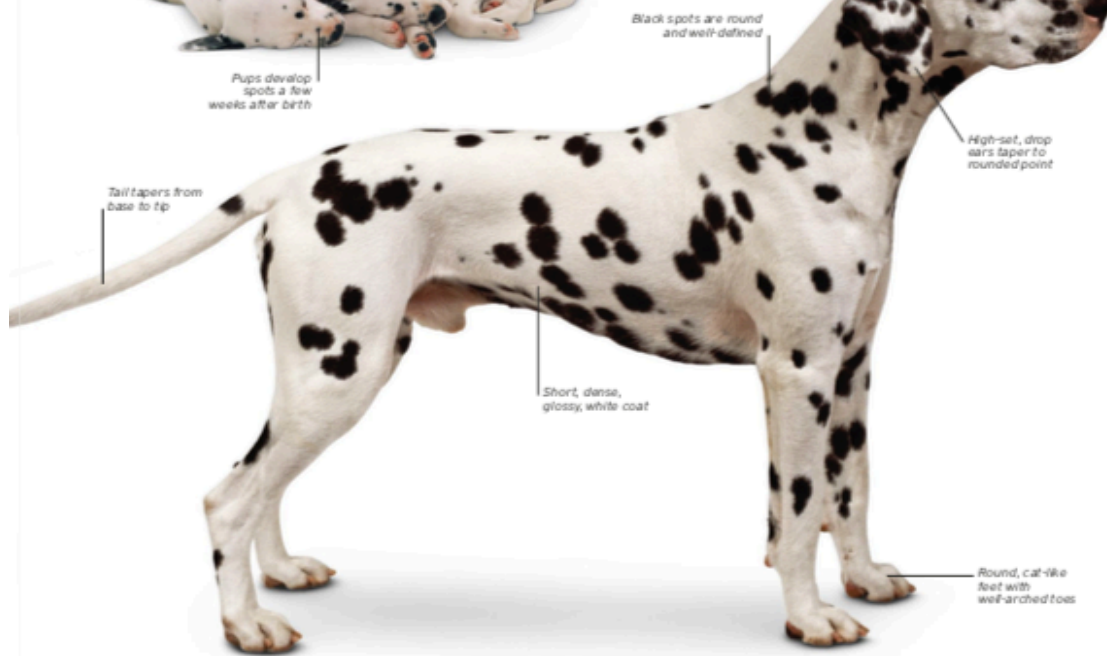 Black spots are round
and well-defined
Pups develop
spots a few
weeks after birth
High-set, drop
ears taper to
rounded point
Tail tapers from
base to tip
Short, dense,
glossy, white coat
Round, cat-like
feet with
well-arched toes